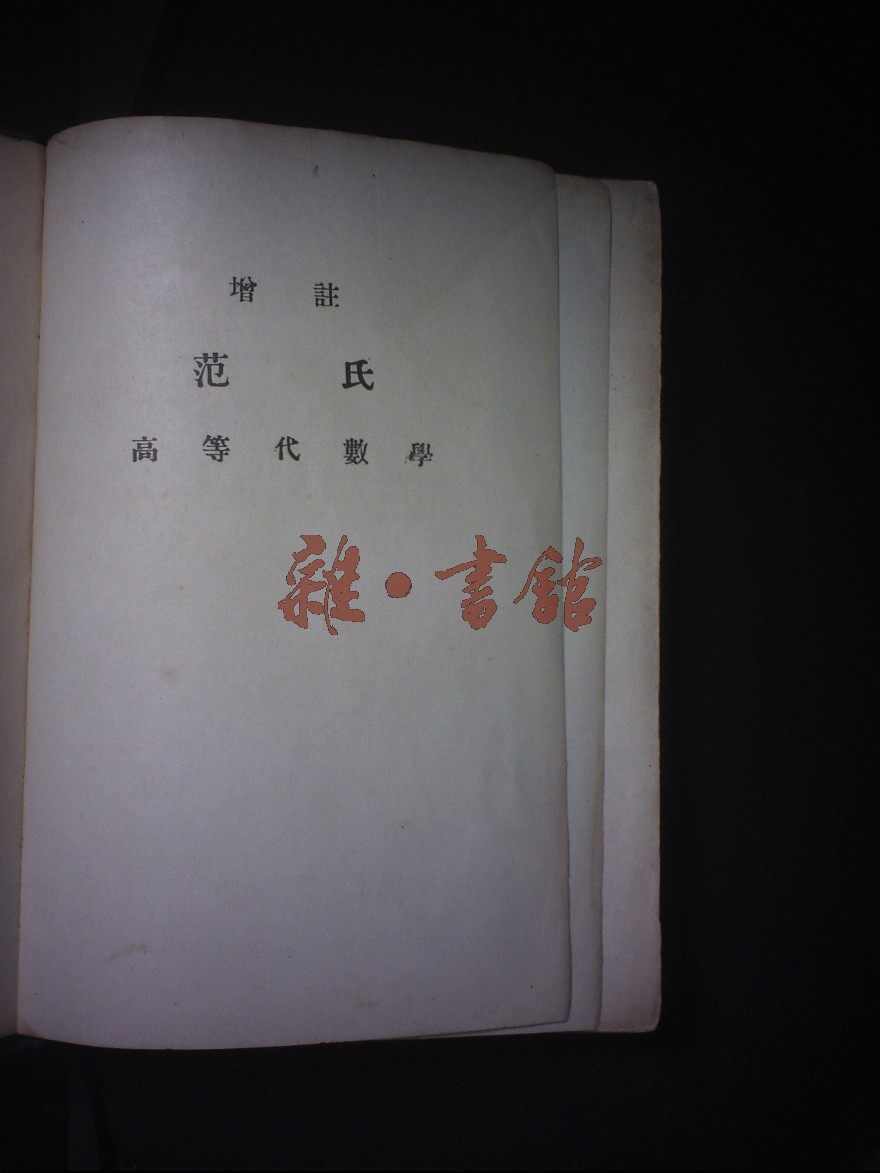 增註
范氏
高等代數學
雜·書館